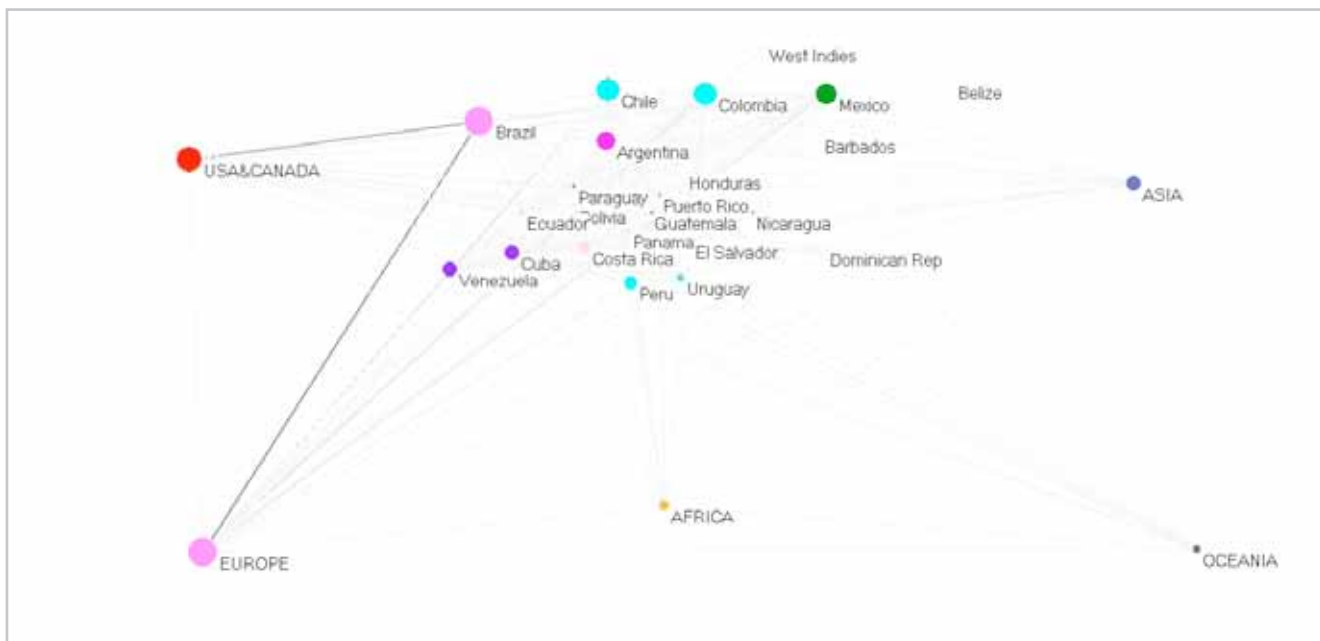 West Indies
Chile
Colombia
Mexico
Belize
Brazil
Barbados
Argentina
USA&CANADA
Honduras
ASIA
Paraguay
Puerto Rico
Bolivia
Ecuador
Guatemala
Nicaragua
Panama
El Salvador
Costa Rica
Dominican Rep
Cuba
Venezuela
Peru
Uruguay
AFRICA
EUROPE
OCEANIA